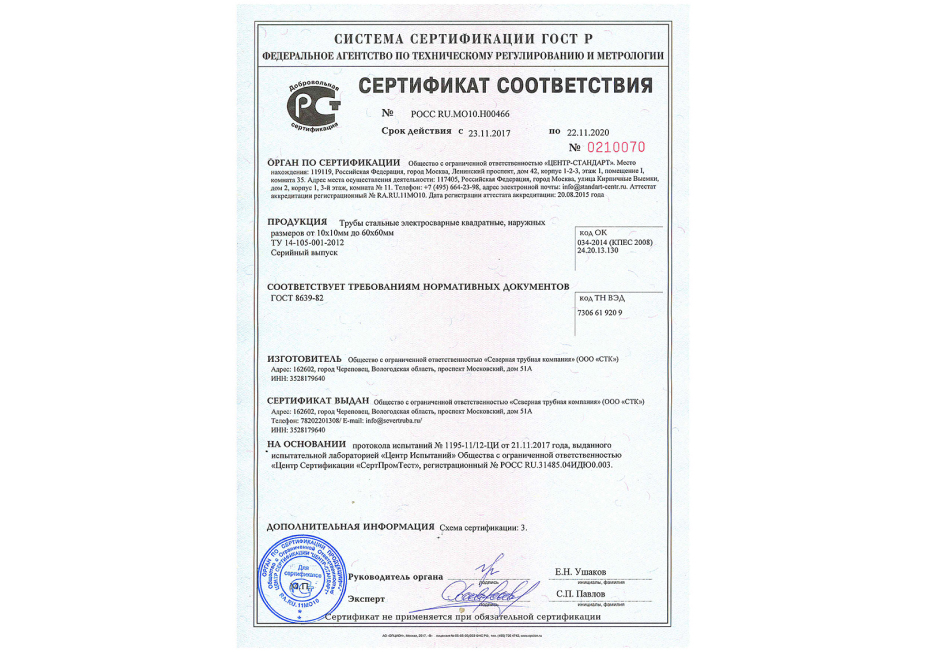 СИСТЕМА СЕРТИФИКАЦИИ ГОСТ Р
ФЕДЕРАЛЬНОЕ АГЕНТСТВО ПО ТЕХНИЧЕСКОМУ РЕГУЛИРОВАНИЮ И МЕТРОЛОГИИ
Добровольная
РСТ
сертификация
СЕРТИФИКАТ СООТВЕТСТВИЯ
№ РОСС RU.МО10.Н00466
Срок действия с 23.11.2017 по 22.11.2020
№ 0210070
ОРГАН ПО СЕРТИФИКАЦИИ Общество с ограниченной ответственностью «ЦЕНТР-СТАНДАРТ». Место
нахождения: 119119, Российская Федерация, город Москва, Ленинский проспект, дом 42, корпус 1-2-3, этаж 1, помещение I,
комната 35. Адрес места осуществления деятельности: 117405, Российская Федерация, город Москва, улица Кирпичные Выемки,
дом 2, корпус 1, 3-й этаж, комната № 11. Телефон: +7 (495) 664-23-98, адрес электронной почты: info@standart-centr.ru. Аттестат
аккредитации регистрационный № RA.RU.11МО10. Дата регистрации аттестата аккредитации: 20.08.2015 года
ПРОДУКЦИЯ Трубы стальные электросварные квадратные, наружных
размеров от 10х10мм до 60х60мм
ТУ 14-105-001-2012
Серийный выпуск
код ОК
034-2014 (КПЕС 2008)
24.20.13.130
СООТВЕТСТВУЕТ ТРЕБОВАНИЯМ НОРМАТИВНЫХ ДОКУМЕНТОВ
ГОСТ 8639-82
код ТН ВЭД
7306 61 920 9
ИЗГОТОВИТЕЛЬ Общество с ограниченной ответственностью «Северная трубная компания» (ООО «СТК»)
Адрес: 162602, город Череповец, Вологодская область, проспект Московский, дом 51А
ИНН: 3528179640
СЕРТИФИКАТ ВЫДАН Общество с ограниченной ответственностью «Северная трубная компания» (ООО «СТК»)
Адрес: 162602, город Череповец, Вологодская область, проспект Московский, дом 51А
Телефон: 78202201308/ E-mail: info@severtruba.ru/
ИНН: 3528179640
НА ОСНОВАНИИ протокола испытаний № 1195-11/12-ЦИ от 21.11.2017 года, выданного
испытательной лабораторией «Центр Испытаний» Общества с ограниченной ответственностью
«Центр Сертификации «СертПромТест», регистрационный № РОСС RU.31485.04ИДЮ0.003.
ДОПОЛНИТЕЛЬНАЯ ИНФОРМАЦИЯ Схема сертификации: 3.
ОРГАН ПО СЕРТИФИКАЦИИ ПРОДУКЦИИ
Для
сертификатов
М.П.
RA.RU.11МО10
Руководитель органа
подпись
Е.Н. Ушаков
инициалы, фамилия
Эксперт
подпись
С.П. Павлов
инициалы, фамилия
Сертификат не применяется при обязательной сертификации